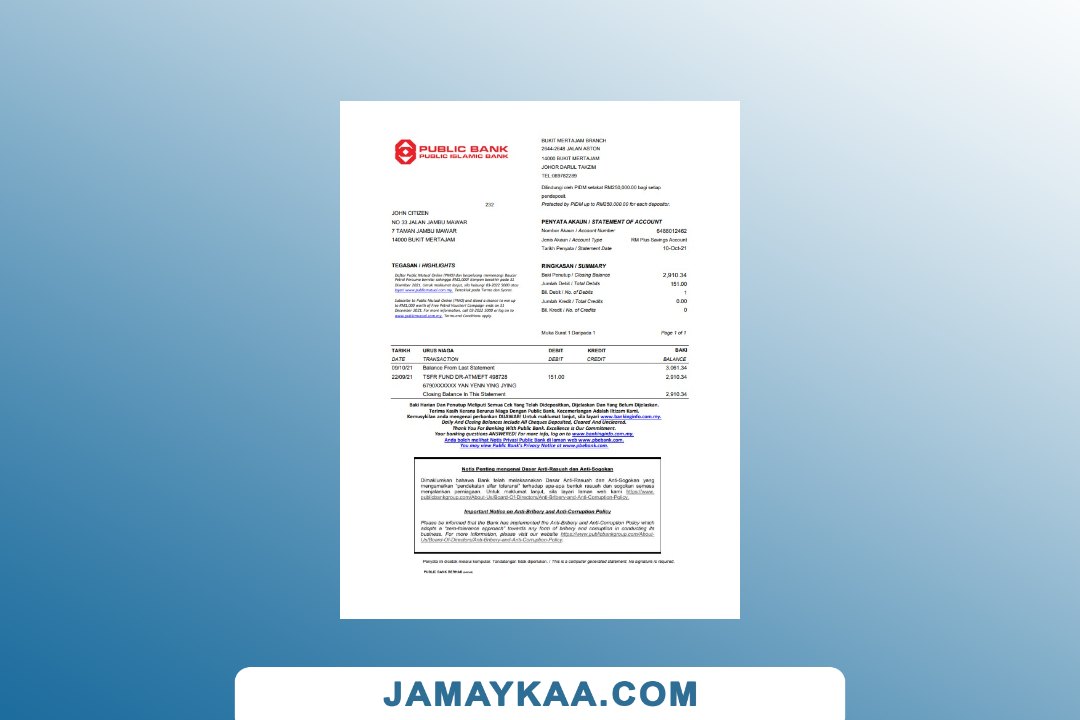 PUBLIC BANK
PUBLIC ISLAMIC BANK
BUKIT MERTAJAM BRANCH
2644-2648 JALAN ASTON
14000 BUKIT MERTAJAM
JOHOR DARUL TAKZIM
TEL
Dilindungi oleh PIDM setakat RM250,000.00 bagi setiap
pendeposit.
Protected by PIDM up to RM250,000.00 for each depositor.
232
JOHN CITIZEN
NO 33 JALAN JAMBU MAWAR
7 TAMAN JAMBU MAWAR
14000 BUKIT MERTAJAM
PENYATA AKAUN / STATEMENT OF ACCOUNT
Nombor Akaun / Account Number 6488012462
Jenis Akaun / Account Type RM Plus Savings Account
Tarikh Penyata / Statement Date 10-Oct-21
TEGASAN / HIGHLIGHTS
RINGKASAN / SUMMARY
Baki Penutup / Closing Balance 2,910.34
Jumlah Debit / Total Debits 151.00
Bil. Debit / No. of Debits 1
Jumlah Kredit / Total Credits 0.00
Bil. Kredit / No. of Credits 0
Muka Surat 1 Daripada 1 Page 1 of 1
TARIKH URUS NIAGA DEBIT KREDIT BAKI
DATE TRANSACTION DEBIT CREDIT BALANCE
Balance From Last Statement 3,061.34
22/09/21 TSFR FUND DR-ATM/EFT 498728 151.00 2,910.34
6790XXXXXX YAN YENN YING JYING
Closing Balance In This Statement 2,910.34
Baki Harian Dan Penutup Meliputi Semua Cek Yang Telah Didepositkan, Dijelaskan Dan Yang Belum Dijelaskan.
Terima Kasih Kerana Berurus Niaga Dengan Public Bank. Kecemerlangan Adalah Iltizam Kami.
Kemusykilan anda mengenai perbankan DIJAWAB! Untuk maklumat lanjut, sila layari www.bankinginfo.com.my.
Daily And Closing Balances Include All Cheques Deposited, Cleared And Uncleared.
Thank You For Banking With Public Bank. Excellence Is Our Commitment.
Your banking questions ANSWERED! For more info, log on to www.bankinginfo.com.my.
Anda boleh melihat Notis Privasi Public Bank di laman web www.pbebank.com.
You may view Public Bank's Privacy Notice at www.pbebank.com.
Notis Penting mengenai Dasar Anti-Rasuah dan Anti-Sogokan
Dimaklumkan bahawa Bank telah melaksanakan Dasar Anti-Rasuah dan Anti-Sogokan yang
mengamalkan "pendekatan sifar toleransi" terhadap apa-apa bentuk rasuah dan sogokan semasa
menjalankan perniagaan. Untuk maklumat lanjut, sila layari laman web kami https://www.
publicbankgroup.com/About-Us/Board-Of-Directors/Anti-Bribery-and-Anti-Corruption-Policy.
Important Notice on Anti-Bribery and Anti-Corruption Policy
Please be informed that the Bank has implemented the Anti-Bribery and Anti-Corruption Policy which
adopts a "zero-tolerance approach" towards any form of bribery and corruption in conducting its
business. For more information, please visit our website https://www.publicbankgroup.com/About-
Us/Board-Of-Directors/Anti-Bribery-and-Anti-Corruption-Policy.
Penyata ini dicetak melalui komputer. Tandatangan tidak diperlukan. / This is a computer generated statement. No signature is required.
PUBLIC BANK BERHAD
JAMAYKAA.COM